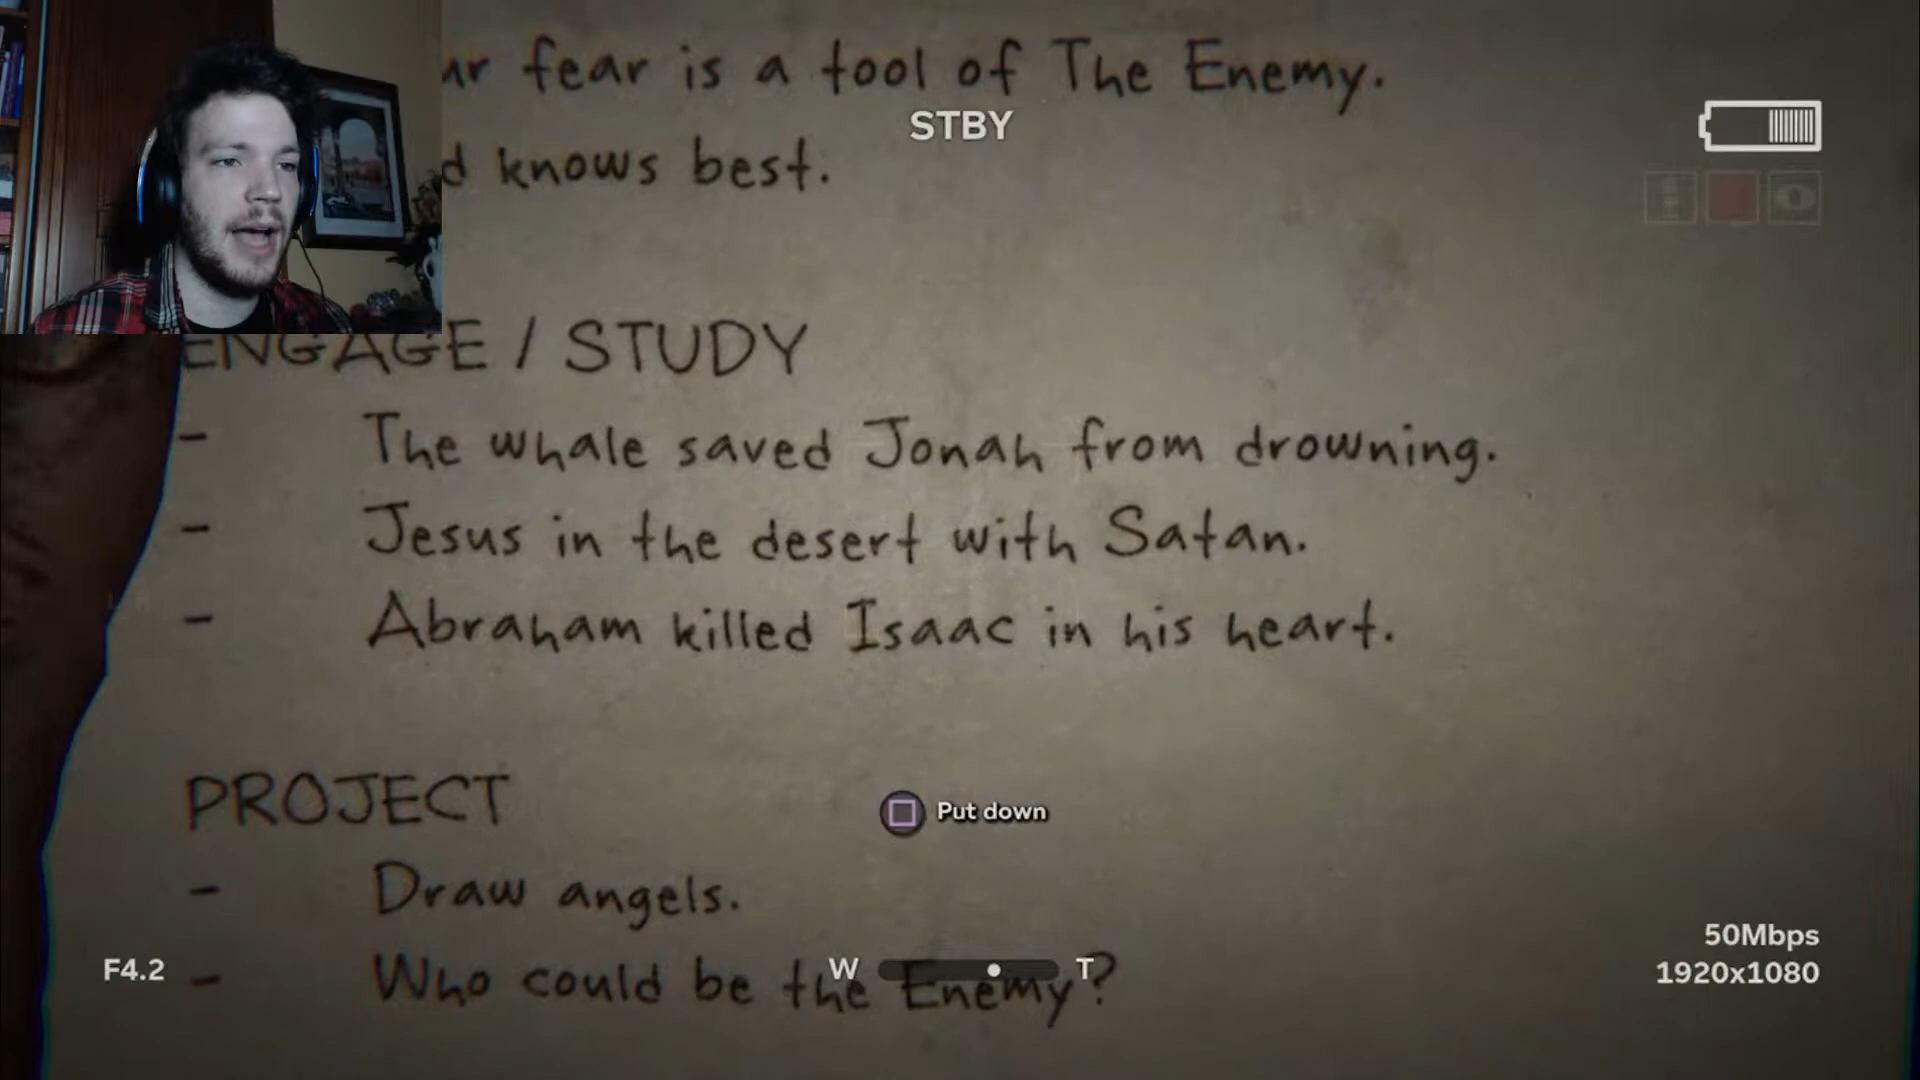 fear is a tool of The Enemy.
STBY
knows best.
ENGAGE / STUDY
- The whale saved Jonah from drowning.
- Jesus in the desert with Satan.
- Abraham killed Isaac in his heart.
PROJECT
Put down
- Draw angels.
50Mbps
F4.2
W T
1920x1080
- Who could be the Enemy?